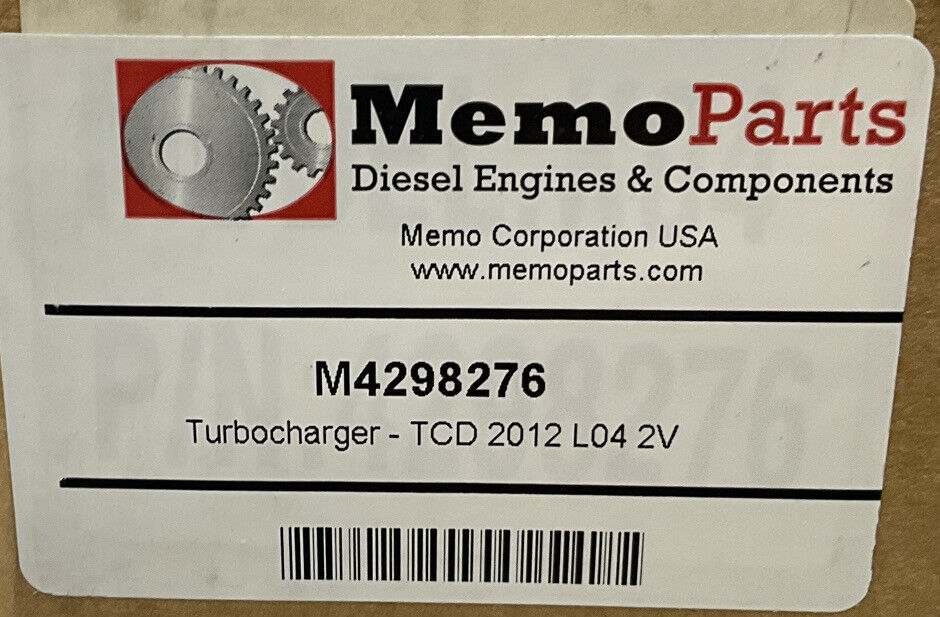 MemoParts
Diesel Engines & Components
Memo Corporation USA
www.memoparts.com
M4298276
Turbocharger - TCD 2012 L04 2V